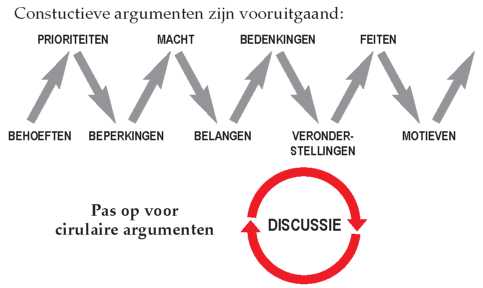 Constuctieve argumenten zijn vooruitgaand:
PRIORITEITEN MACHT BEDENKINGEN FEITEN
BEHOEFTEN BEPERKINGEN BELANGEN VERONDER-
STELLINGEN MOTIEVEN
Pas op voor
cirulaire argumenten
DISCUSSIE